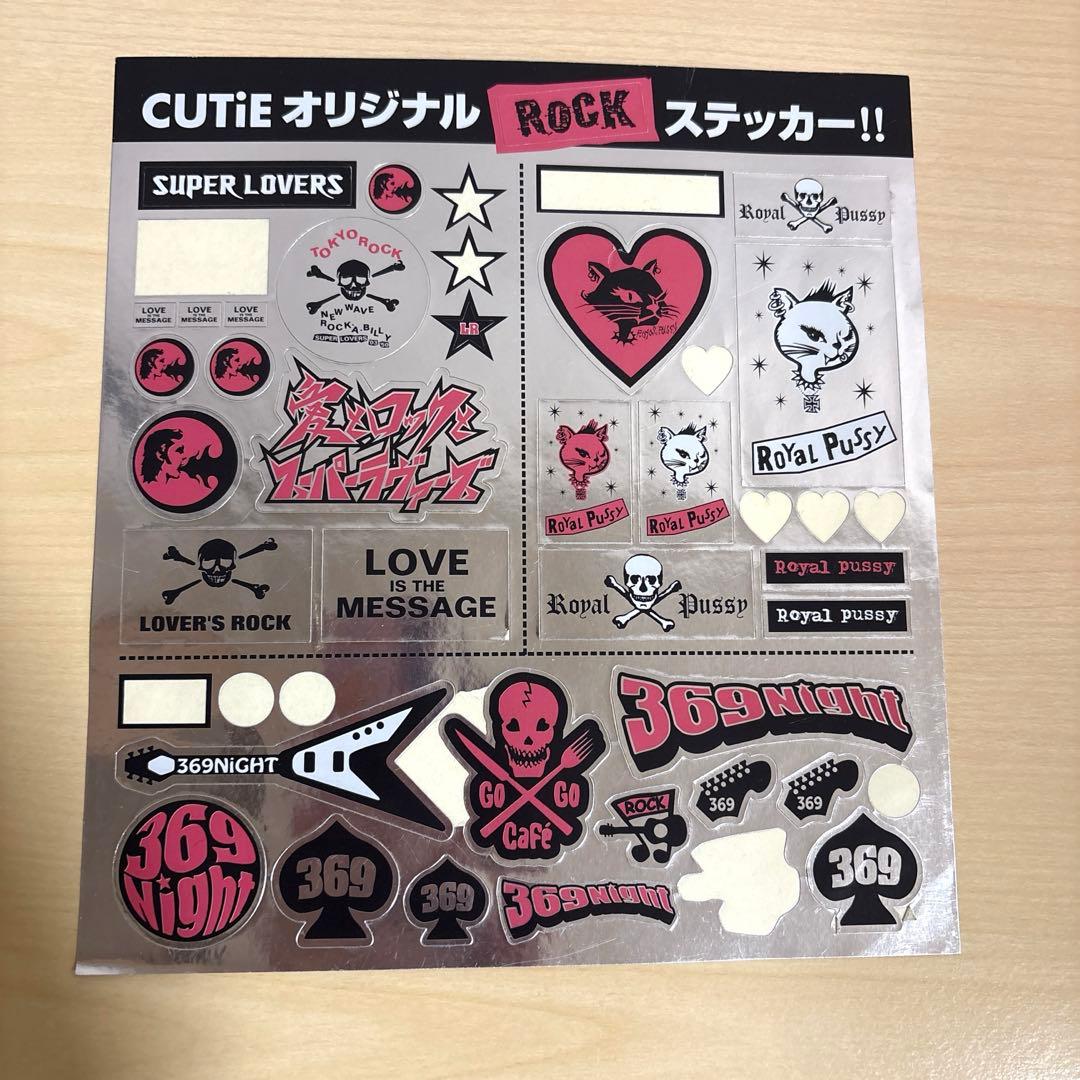 CUTiE オリジナル ROCK ステッカー!!
SUPER LOVERS
TOKYO ROCK
NEW WAVE
ROCK-A-BILLY
SUPER LOVERS
LOVE
IS THE
MESSAGE
LOVE
IS THE
MESSAGE
LOVE
IS THE
MESSAGE
LR
愛とロックと
スーパーラヴァーズ
LOVER'S ROCK
LOVE
IS THE
MESSAGE
Royal Pussy
ROYAL PUSSY
ROYAL PUSSY
ROYAL PUSSY
ROYAL PUSSY
Royal Pussy
Royal pussy
Royal pussy
369NiGHT
GO GO
Café
369Night
ROCK
369
369
369
Night
369
369
369Night
369